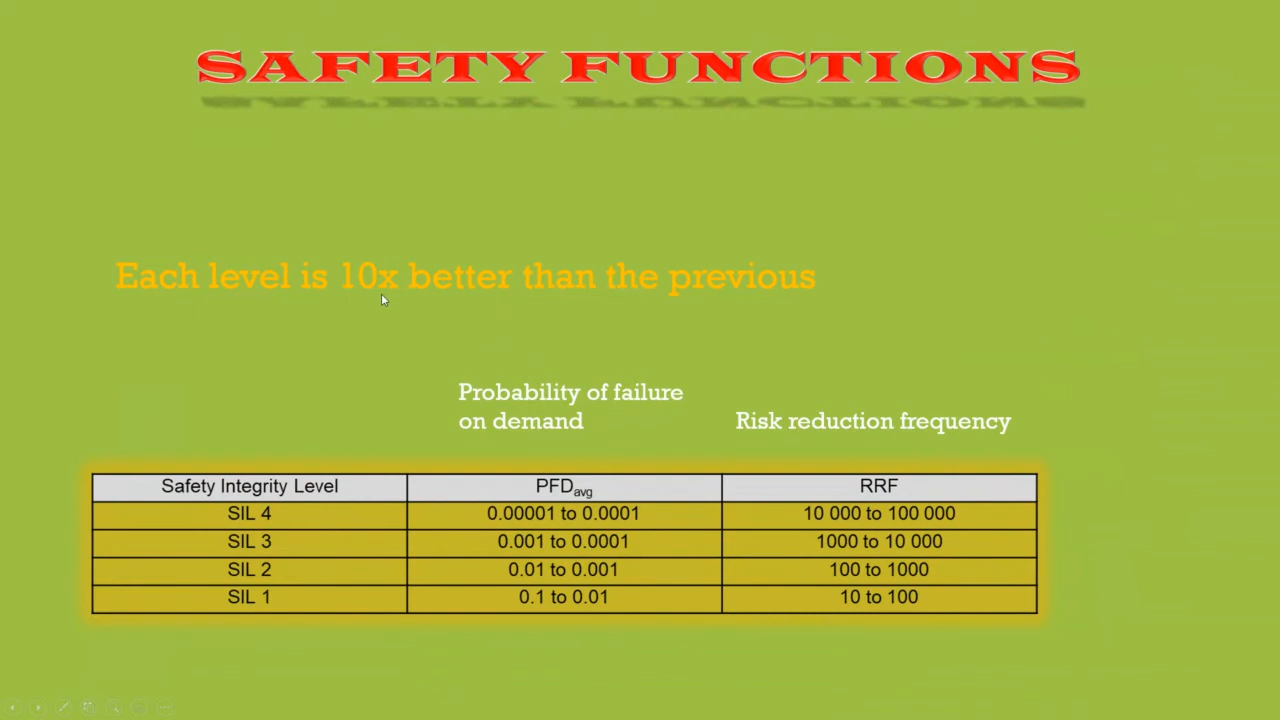 SAFETY FUNCTIONS
Each level is 10x better than the previous
Probability of failure
on demand
Risk reduction frequency
Safety Integrity Level PFDavg RRF
SIL 4 0.00001 to 0.0001 10 000 to 100 000
SIL 3 0.001 to 0.0001 1000 to 10 000
SIL 2 0.01 to 0.001 100 to 1000
SIL 1 0.1 to 0.01 10 to 100